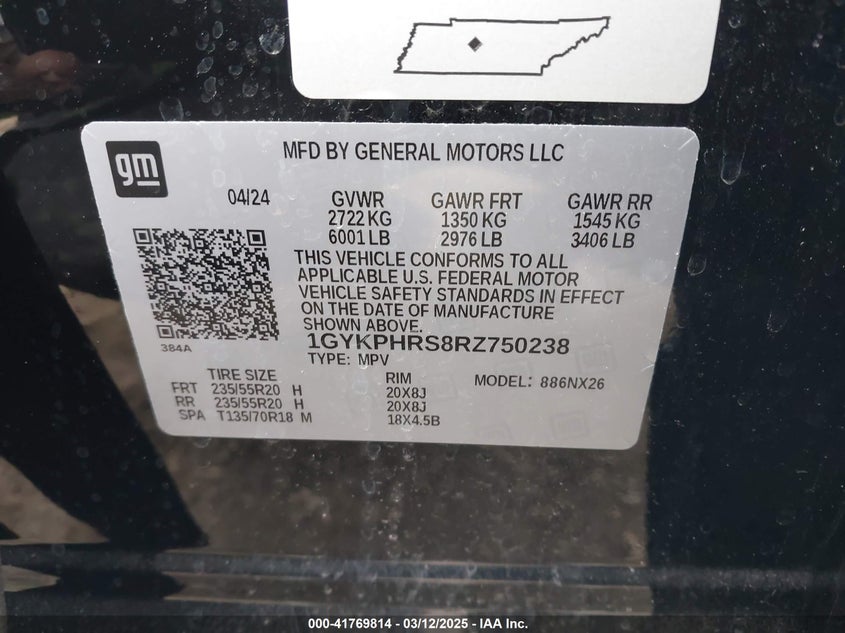 gm
MFD BY GENERAL MOTORS LLC
04/24 GVWR GAWR FRT GAWR RR
2722 KG 1350 KG 1545 KG
6001 LB 2976 LB 3406 LB
THIS VEHICLE CONFORMS TO ALL
APPLICABLE U.S. FEDERAL MOTOR
VEHICLE SAFETY STANDARDS IN EFFECT
ON THE DATE OF MANUFACTURE
SHOWN ABOVE.
384A
1GYKPHRS8RZ750238
TYPE: MPV
TIRE SIZE RIM MODEL: 886NX26
FRT 235/55R20 H 20X8J
RR 235/55R20 H 20X8J
SPA T135/70R18 M 18X4.5B
000-41769814 - 03/12/2025 - IAA Inc.